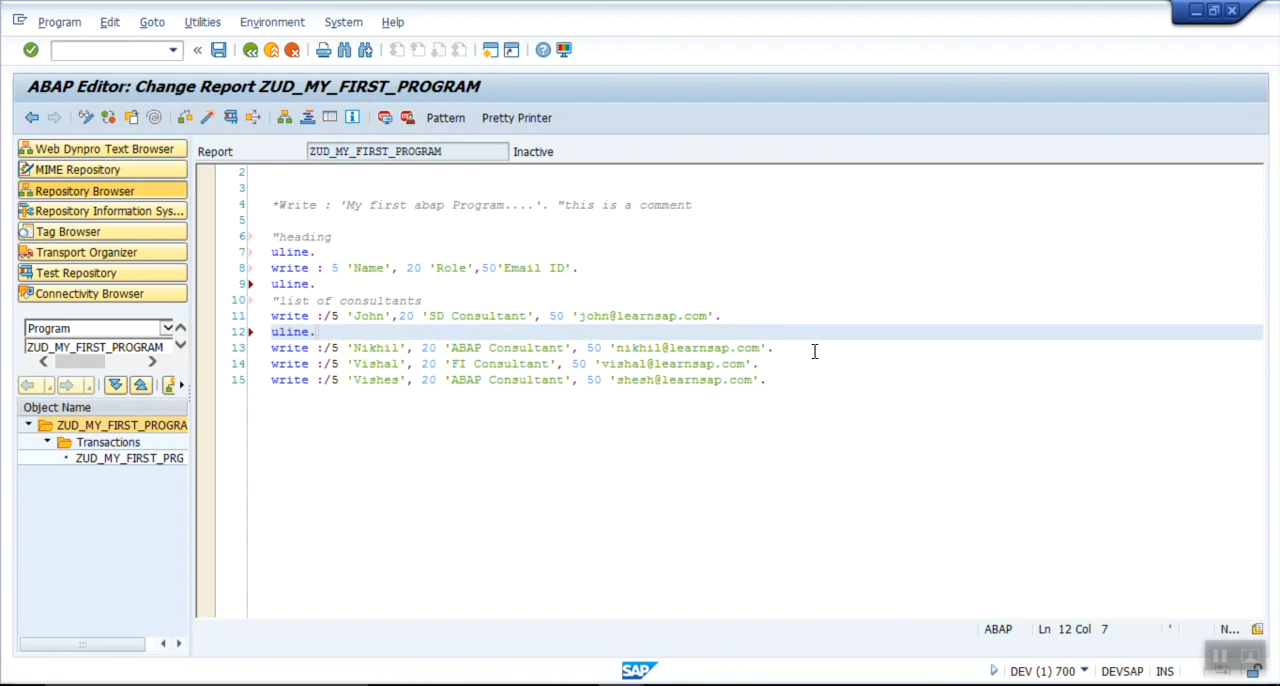 Program Edit Goto Utilities Environment System Help
«
ABAP Editor: Change Report ZUD_MY_FIRST_PROGRAM
Pattern Pretty Printer
Web Dynpro Text Browser
MIME Repository
Repository Browser
Repository Information Sys...
Tag Browser
Transport Organizer
Test Repository
Connectivity Browser
Program
ZUD_MY_FIRST_PROGRAM
Object Name
ZUD_MY_FIRST_PROGRA
Transactions
ZUD_MY_FIRST_PRG
Report ZUD_MY_FIRST_PROGRAM Inactive
2
3
4 *Write : 'My first abap Program....'. "this is a comment
5
6 "heading
7 uline.
8 write : 5 'Name', 20 'Role',50'Email ID'.
9 uline.
10 "list of consultants
11 write :/5 'John',20 'SD Consultant', 50 'john@learnsap.com'.
12 uline.
13 write :/5 'Nikhil', 20 'ABAP Consultant', 50 'nikhil@learnsap.com'.
14 write :/5 'Vishal', 20 'FI Consultant', 50 'vishal@learnsap.com'.
15 write :/5 'Vishes', 20 'ABAP Consultant', 50 'shesh@learnsap.com'.
ABAP Ln 12 Col 7 N...
SAP DEV (1) 700 DEVSAP INS